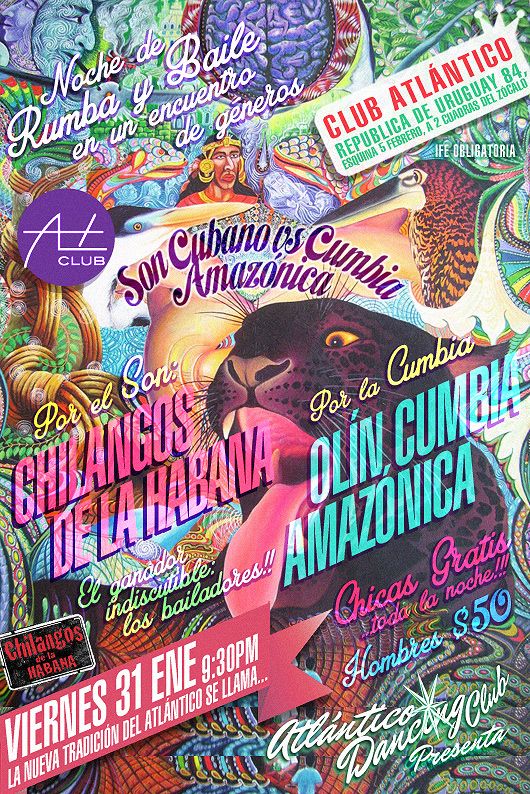 Noche de
Rumba y Baile
en un encuentro
de géneros
CLUB ATLÁNTICO
REPÚBLICA DE URUGUAY 84,
ESQUINA 5 FEBRERO, A 2 CUADRAS DEL ZÓCALO
IFE OBLIGATORIA
AL
CLUB
Son Cubano vs Cumbia
Amazónica
Por el Son:
CHILANGOS
DE LA HABANA
Por la Cumbia
OLÍN, CUMBIA
AMAZÓNICA
El ganador
indiscutible:
los bailadores!!
Chicas Gratis
...toda la noche!!!
Hombres $50
Chilangos
de la
HABANA
VIERNES 31 ENE 9:30PM
LA NUEVA TRADICIÓN DEL ATLÁNTICO SE LLAMA...
Atlántico
Dancing Club
Presenta